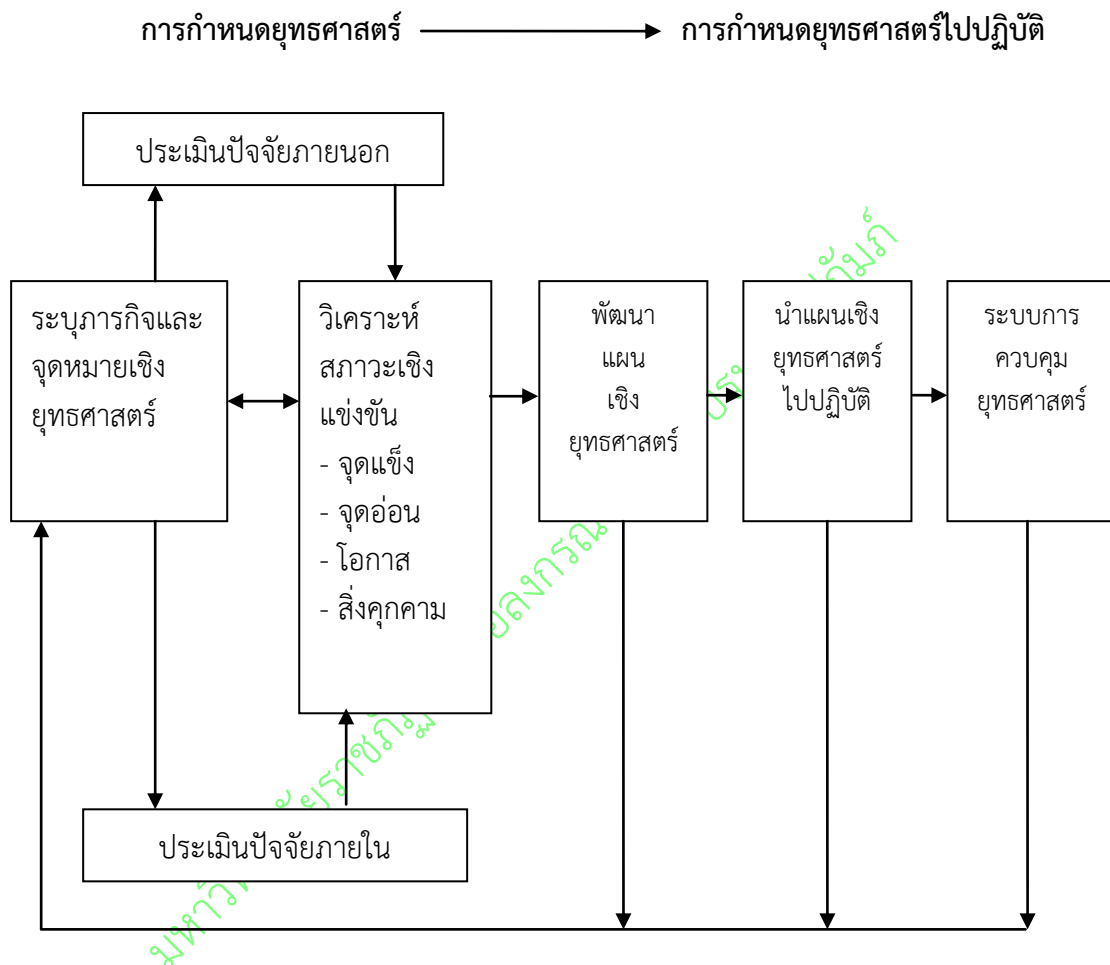 การกำหนดยุทธศาสตร์ การกำหนดยุทธศาสตร์ไปปฏิบัติ
ประเมินปัจจัยภายนอก
ระบุภารกิจและ
จุดหมายเชิง
ยุทธศาสตร์
วิเคราะห์
สภาวะเชิง
แข่งขัน
- จุดแข็ง
- จุดอ่อน
- โอกาส
- สิ่งคุกคาม
พัฒนา
แผน
เชิง
ยุทธศาสตร์
นำแผนเชิง
ยุทธศาสตร์
ไปปฏิบัติ
ระบบการ
ควบคุม
ยุทธศาสตร์
ประเมินปัจจัยภายใน